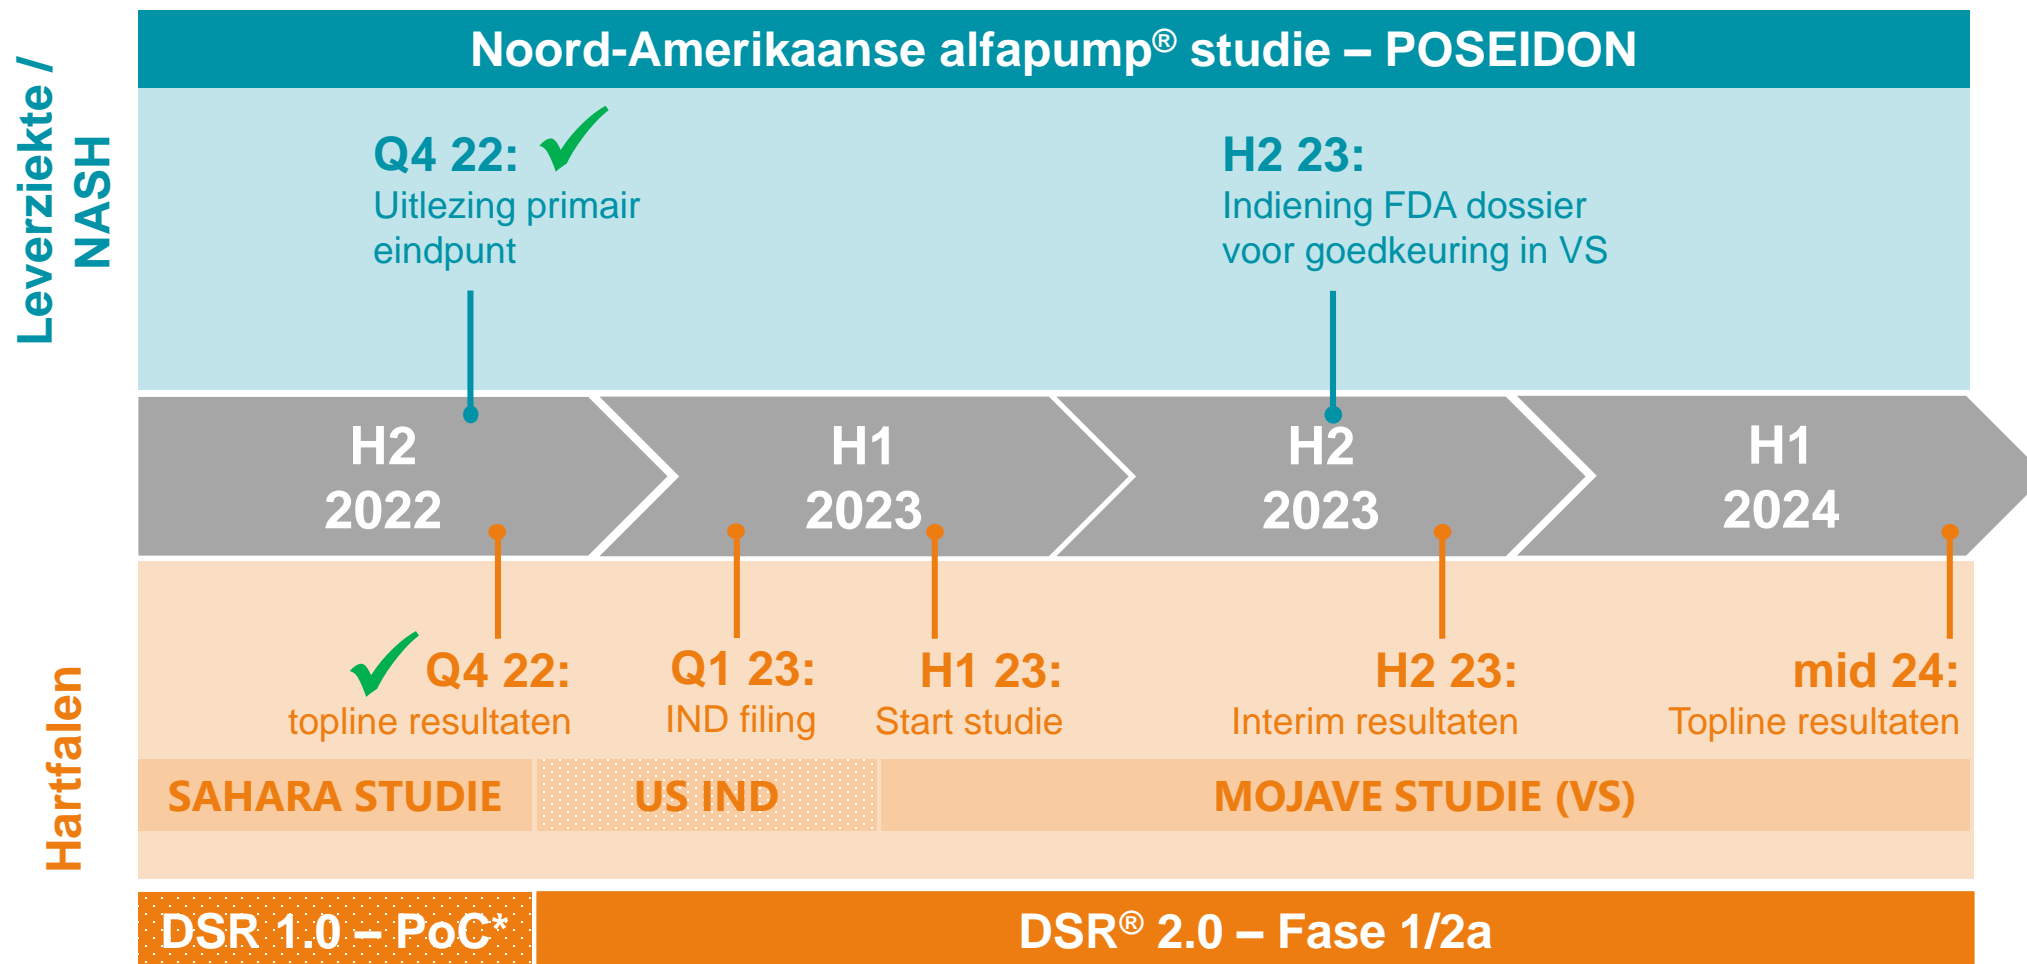 Noord-Amerikaanse alfapump® studie – POSEIDON
Leverziekte /
NASH
Q4 22:
Uitlezing primair
eindpunt
H2 23:
Indiening FDA dossier
voor goedkeuring in VS
H2
2022
H1
2023
H2
2023
H1
2024
Hartfalen
Q4 22:
topline resultaten
Q1 23:
IND filing
H1 23:
Start studie
H2 23:
Interim resultaten
mid 24:
Topline resultaten
SAHARA STUDIE
US IND
MOJAVE STUDIE (VS)
DSR 1.0 – PoC*
DSR® 2.0 – Fase 1/2a